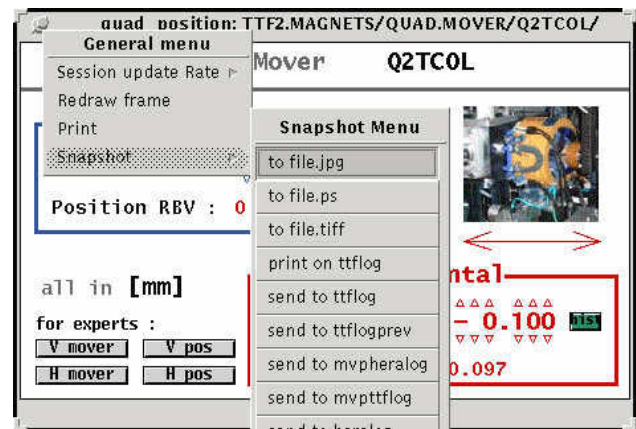 quad_position: TTF2.MAGNETS/QUAD.MOVER/Q2TCOL/
General menu
Session update Rate
Redraw frame
Print
Snapshot
Mover Q2TCOL
Snapshot Menu
to file.jpg
to file.ps
to file.tiff
print on ttflog
send to ttflog
send to ttflogprev
send to mvpheralog
send to mvpttflog
Position RBV : 0
all in [mm]
for experts :
V mover V pos
H mover H pos
ntal
- 0.100 hist
0.097